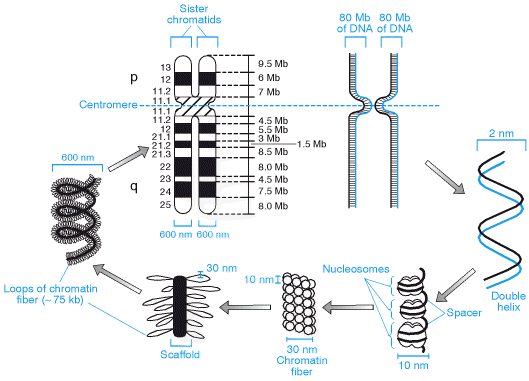 Sister
chromatids
80 Mb
of DNA
80 Mb
of DNA
p
13
12
11.2
11.1
11.1
11.2
12
21.1
21.2
21.3
22
23
24
25
q
Centromere
9.5 Mb
6 Mb
7 Mb
4.5 Mb
5.5 Mb
3 Mb
1.5 Mb
8.5 Mb
8.0 Mb
4.5 Mb
7.5 Mb
8.0 Mb
600 nm
600 nm
2 nm
Double
helix
600 nm
Loops of chromatin
fiber (~75 kb)
30 nm
Scaffold
10 nm
30 nm
Chromatin
fiber
Nucleosomes
Spacer
10 nm